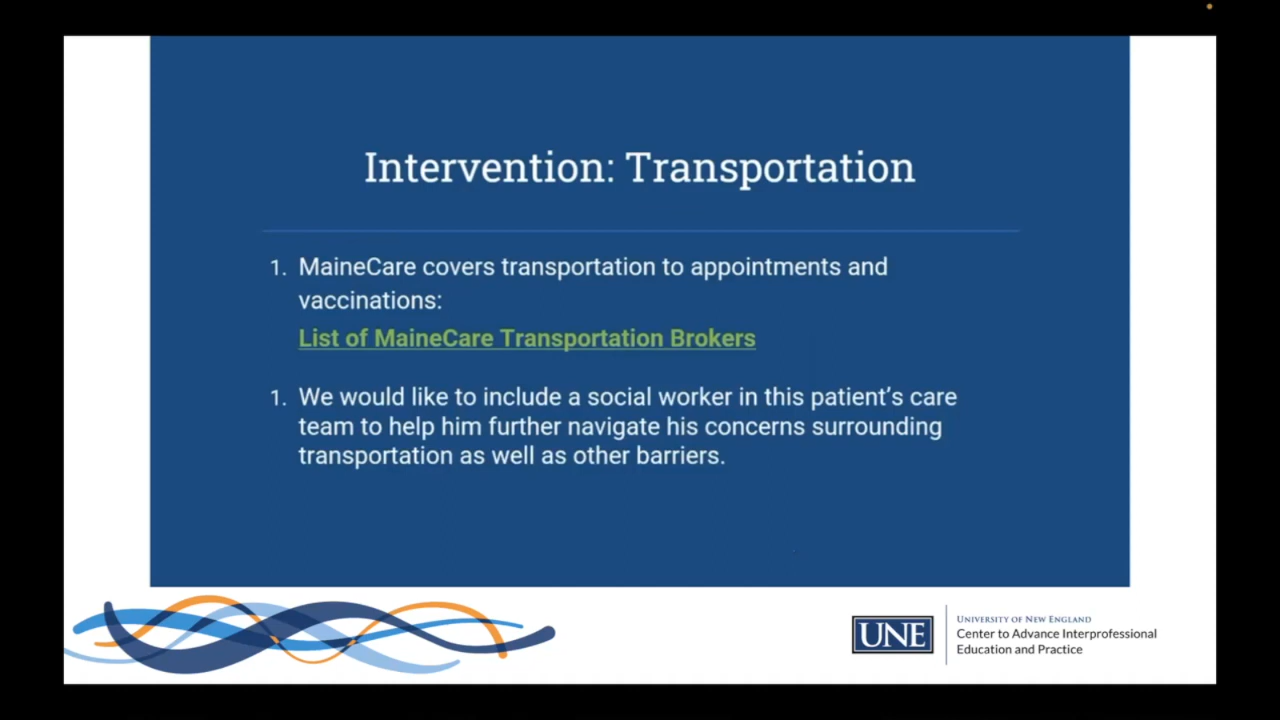 Intervention: Transportation
1. MaineCare covers transportation to appointments and
vaccinations:
List of MaineCare Transportation Brokers
1. We would like to include a social worker in this patient’s care
team to help him further navigate his concerns surrounding
transportation as well as other barriers.
UNE
University of New England
Center to Advance Interprofessional
Education and Practice